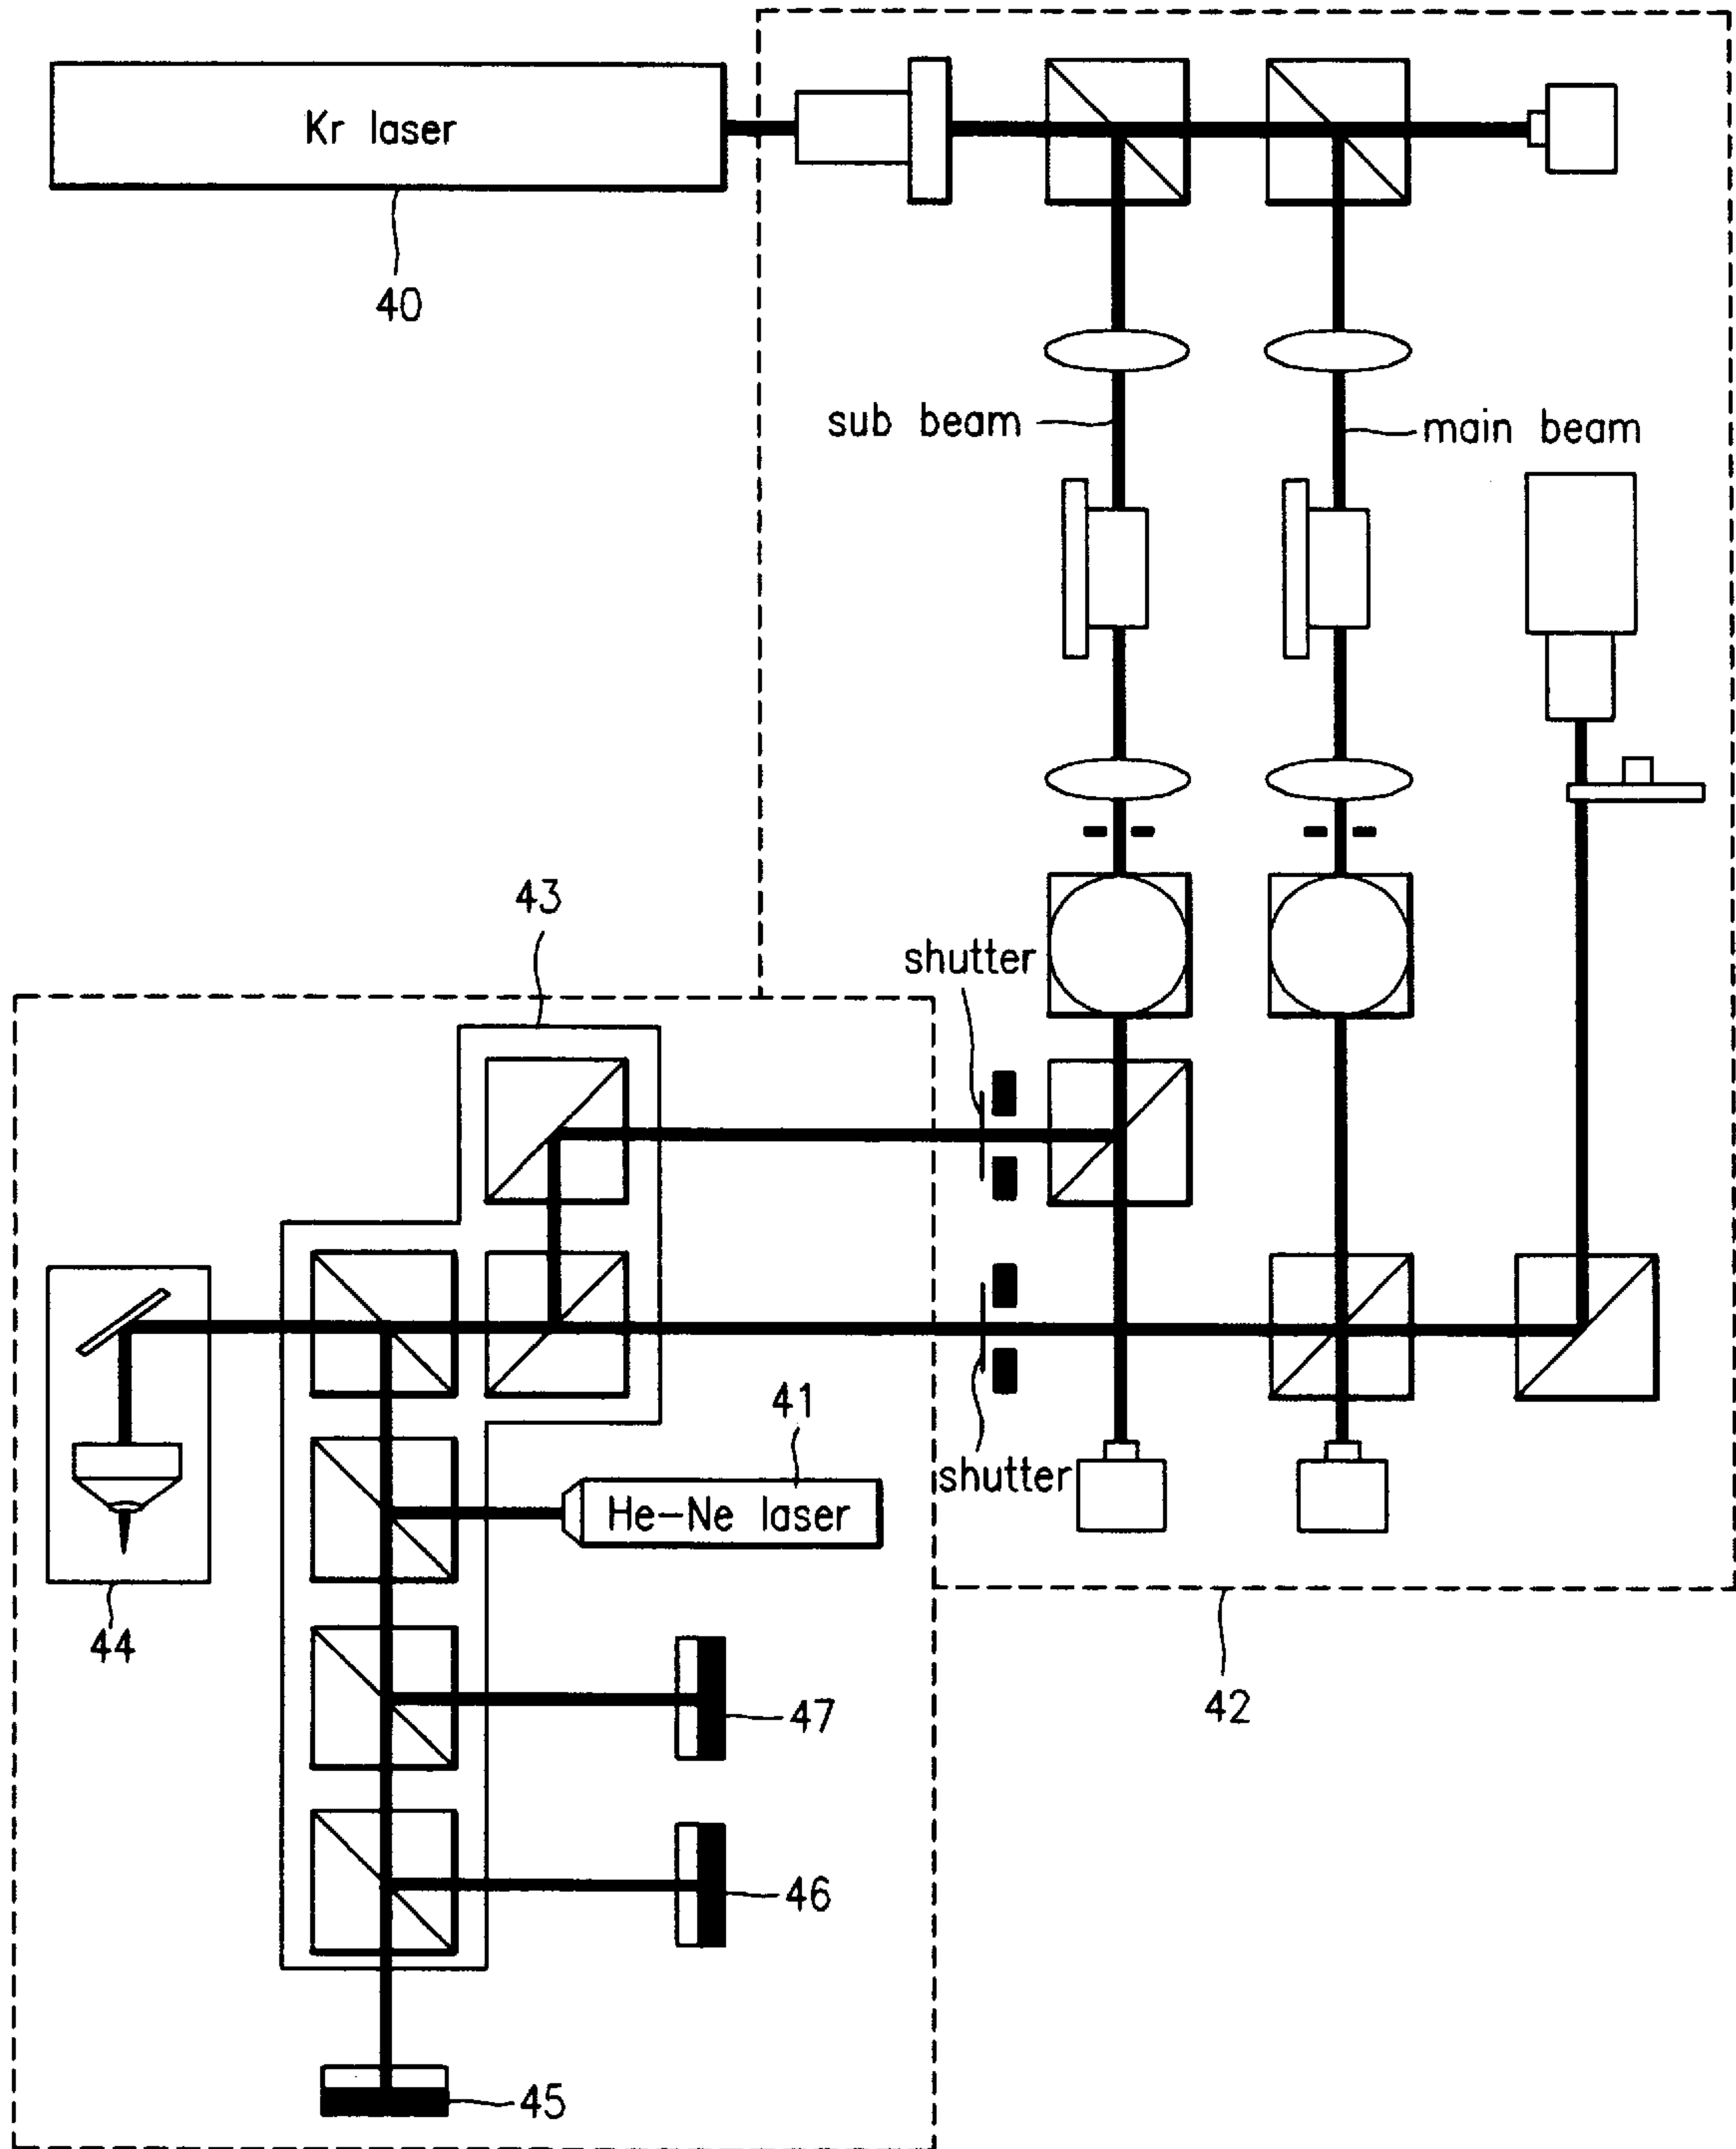 Kr laser
40
sub beam
main beam
43
shutter
41
shutter
He-Ne laser
44
47
42
46
45